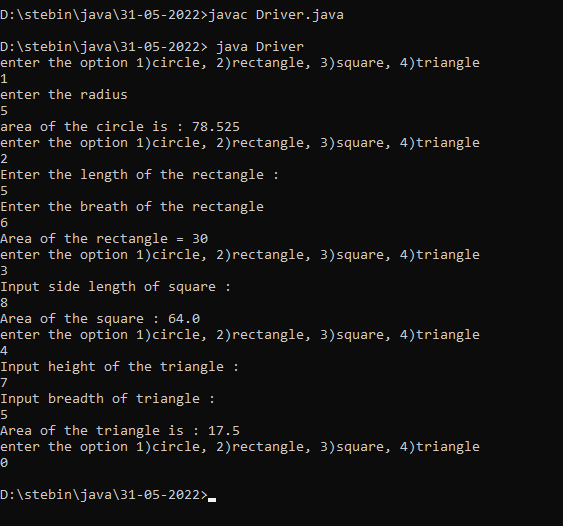 D:\stebin\java\31-05-2022>javac Driver.java
D:\stebin\java\31-05-2022> java Driver
enter the option 1)circle, 2)rectangle, 3)square, 4)triangle
1
enter the radius
5
area of the circle is : 78.525
enter the option 1)circle, 2)rectangle, 3)square, 4)triangle
2
Enter the length of the rectangle :
5
Enter the breath of the rectangle
6
Area of the rectangle = 30
enter the option 1)circle, 2)rectangle, 3)square, 4)triangle
3
Input side length of square :
8
Area of the square : 64.0
enter the option 1)circle, 2)rectangle, 3)square, 4)triangle
4
Input height of the triangle :
7
Input breadth of triangle :
5
Area of the triangle is : 17.5
enter the option 1)circle, 2)rectangle, 3)square, 4)triangle
0
D:\stebin\java\31-05-2022>